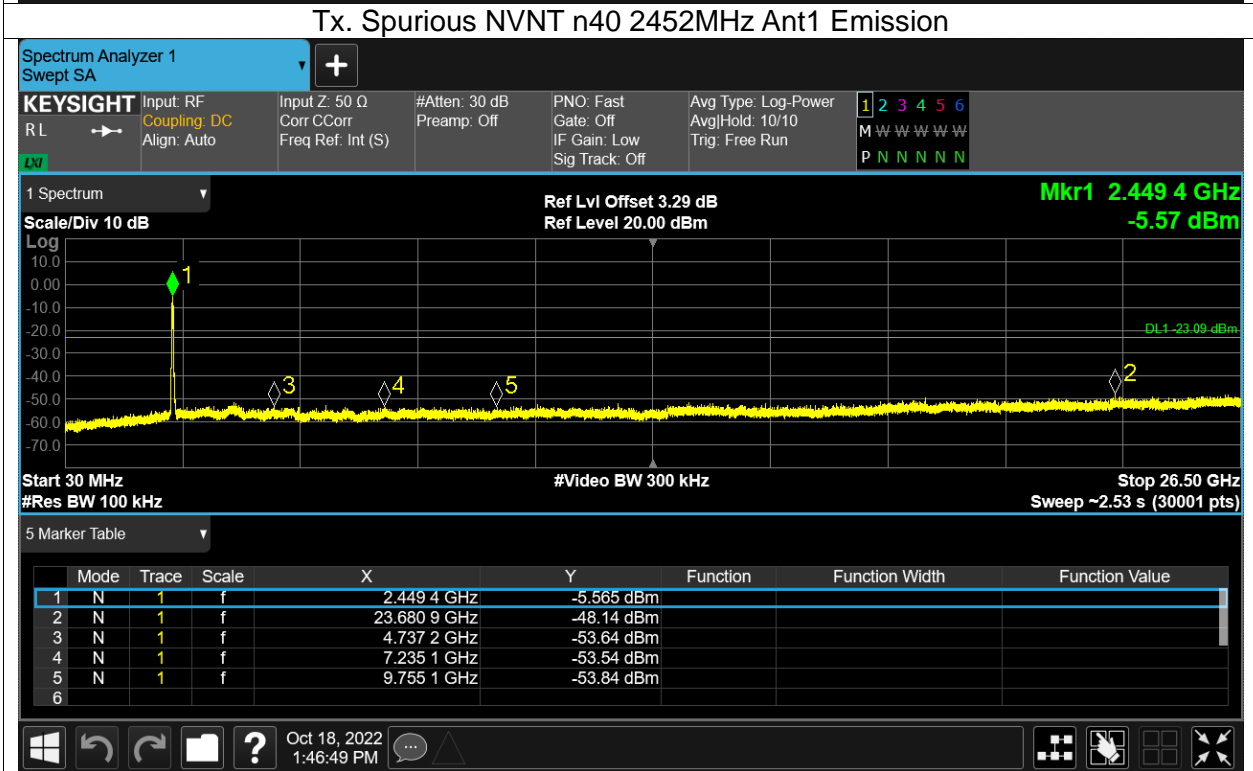 Tx. Spurious NVNT n40 2452MHz Ant1 Emission
Spectrum Analyzer 1
Swept SA
+
KEYSIGHT Input: RF Input Z: 50 Ω #Atten: 30 dB PNO: Fast Avg Type: Log-Power 1 2 3 4 5 6
RL Coupling: DC Corr CCorr Preamp: Off Gate: Off Avg|Hold: 10/10 M W W W W W
Align: Auto Freq Ref: Int (S) IF Gain: Low Trig: Free Run
LXI Sig Track: Off P N N N N N
1 Spectrum Ref Lvl Offset 3.29 dB Mkr1 2.449 4 GHz
Scale/Div 10 dB Ref Level 20.00 dBm -5.57 dBm
Log
10.0
1
0.00
-10.0
-20.0
DL1 -23.09 dBm
-30.0
-40.0
3 4 5 2
-50.0
-60.0
-70.0
Start 30 MHz #Video BW 300 kHz Stop 26.50 GHz
#Res BW 100 kHz Sweep ~2.53 s (30001 pts)
5 Marker Table
Mode Trace Scale X Y Function Function Width Function Value
1 N 1 f 2.449 4 GHz -5.565 dBm
2 N 1 f 23.680 9 GHz -48.14 dBm
3 N 1 f 4.737 2 GHz -53.64 dBm
4 N 1 f 7.235 1 GHz -53.54 dBm
5 N 1 f 9.755 1 GHz -53.84 dBm
6
? Oct 18, 2022
1:46:49 PM